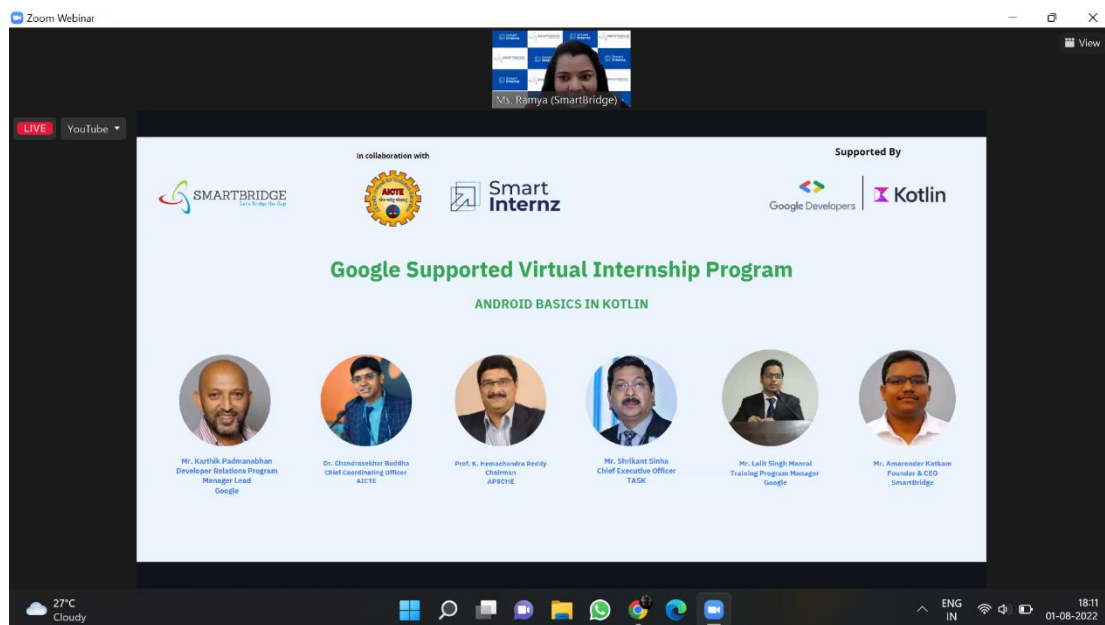 Zoom Webinar
View
Ms. Ramya (SmartBridge)
LIVE
YouTube
In collaboration with
Supported By
SMARTBRIDGE
Let's Bridge the Gap
AICTE
Smart
Internz
Google Developers
Kotlin
Google Supported Virtual Internship Program
ANDROID BASICS IN KOTLIN
Mr. Karthik Padmanabhan
Developer Relations Program
Manager Lead
Google
Dr. Chandrasekhar Buddha
Chief Coordinating Officer
AICTE
Prof. K. Hemachandra Reddy
Chairman
APSCHE
Mr. Shrikant Sinha
Chief Executive Officer
TASK
Mr. Lalit Singh Manral
Training Program Manager
Google
Mr. Amarender Katkam
Founder & CEO
SmartBridge
27°C
Cloudy
ENG
IN
18:11
01-08-2022